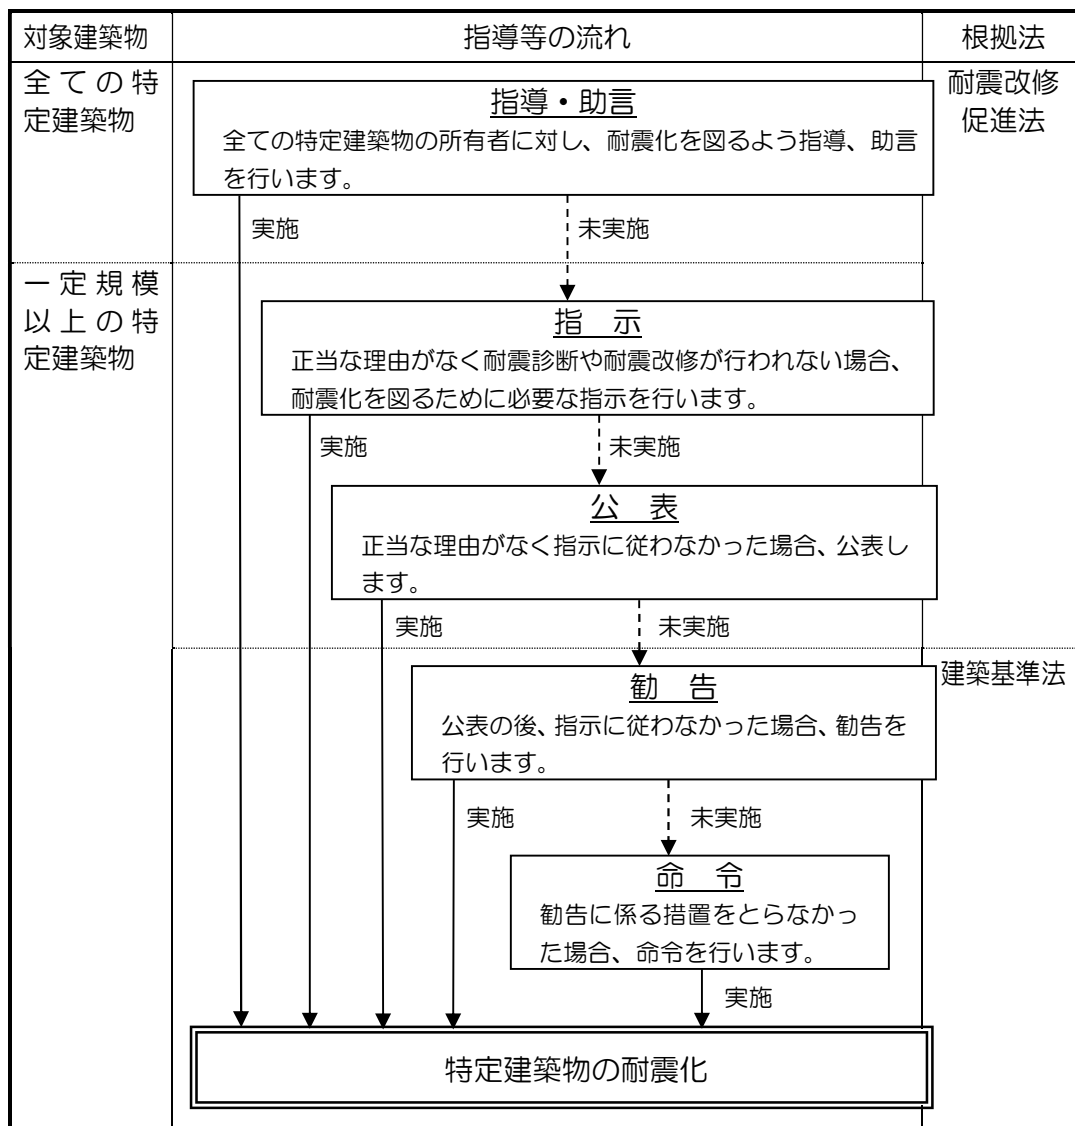 対象建築物
指導等の流れ
根拠法
全ての特
定建築物
指導・助言
全ての特定建築物の所有者に対し、耐震化を図るよう指導、助言
を行います。
耐震改修
促進法
実施
未実施
一定規模
以上の特
定建築物
指　示
正当な理由がなく耐震診断や耐震改修が行われない場合、
耐震化を図るために必要な指示を行います。
実施
未実施
公　表
正当な理由がなく指示に従わなかった場合、公表し
ます。
実施
未実施
勧　告
公表の後、指示に従わなかった場合、勧告を
行います。
建築基準法
実施
未実施
命　令
勧告に係る措置をとらなかっ
た場合、命令を行います。
実施
特定建築物の耐震化